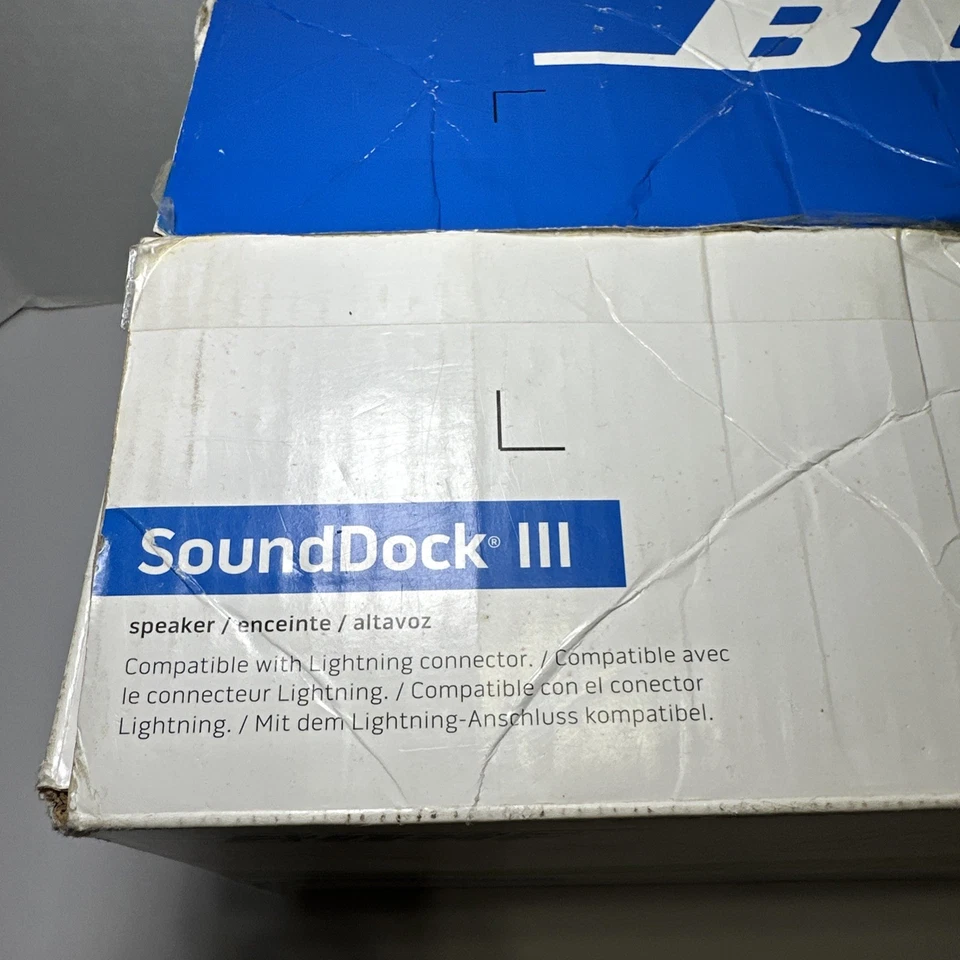 SoundDock® III
speaker / enceinte / altavoz
Compatible with Lightning connector. / Compatible avec
le connecteur Lightning. / Compatible con el conector
Lightning. / Mit dem Lightning-Anschluss kompatibel.